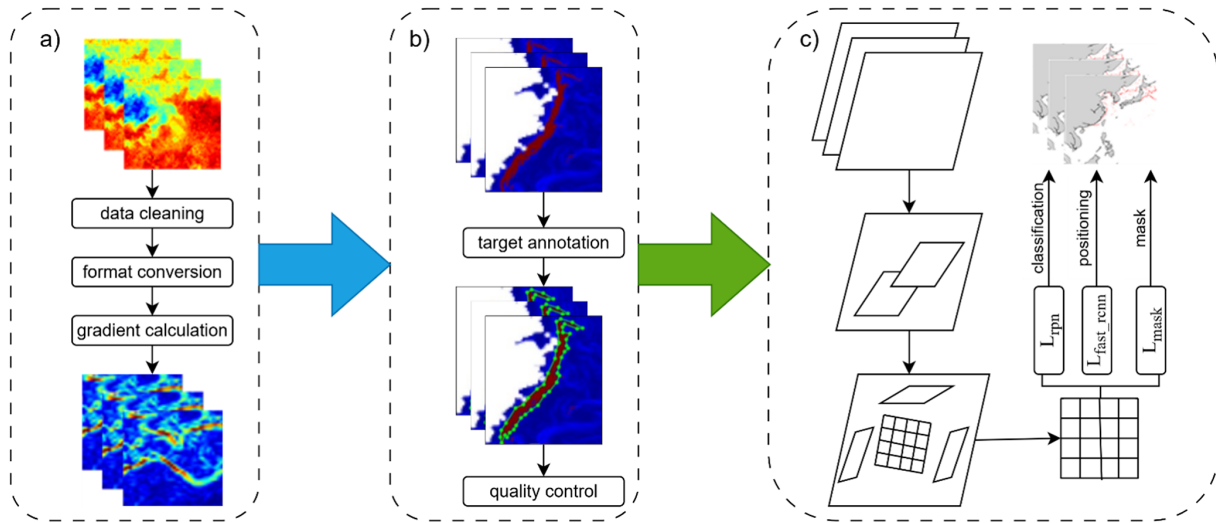 a)
data cleaning
format conversion
gradient calculation
b)
target annotation
quality control
c)
classification
positioning
mask
L_rpn
L_fast_rcnn
L_mask